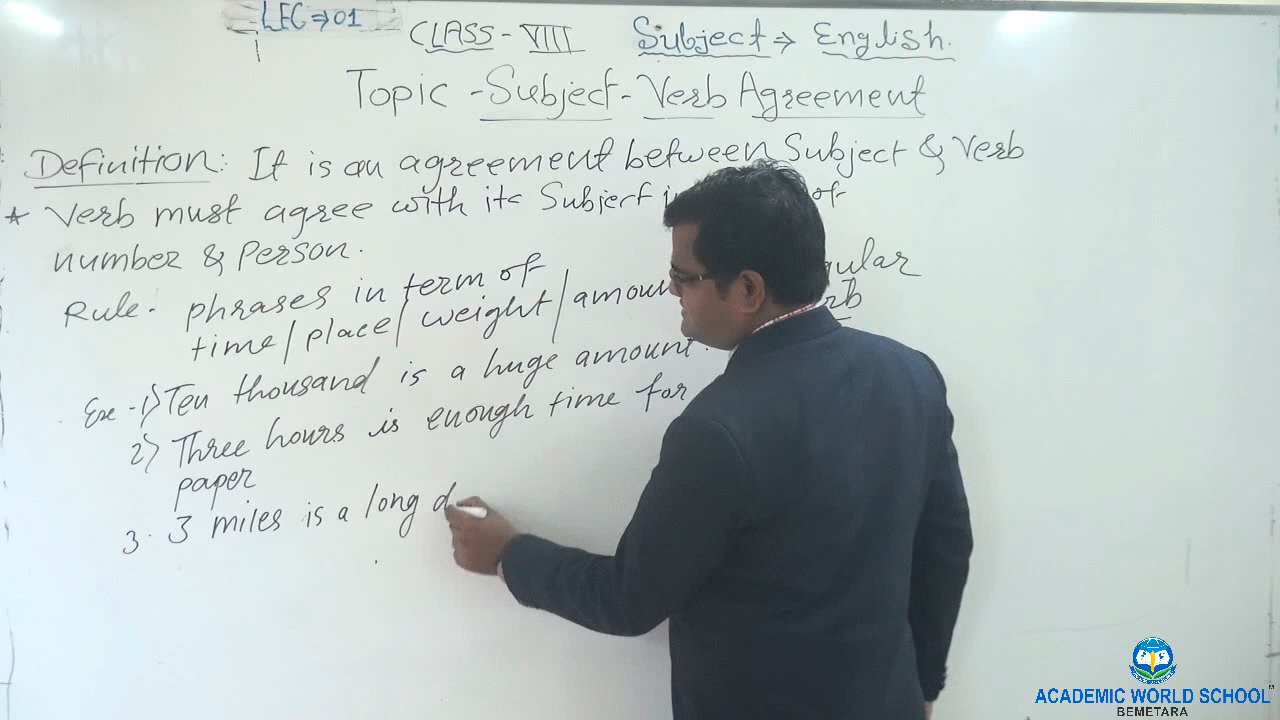 LEC ⇒ 01
CLASS - VIII Subject ⇒ English.
Topic - Subject - Verb Agreement
Definition: It is an agreement between Subject & Verb
* Verb must agree with its Subject of
number & Person.
Rule - phrases in term of
time/place/weight/amount
Exe - 1) Ten thousand is a huge amount.
2) Three hours is enough time for
paper
3. 3 miles is a long d
ACADEMIC WORLD SCHOOL
BEMETARA